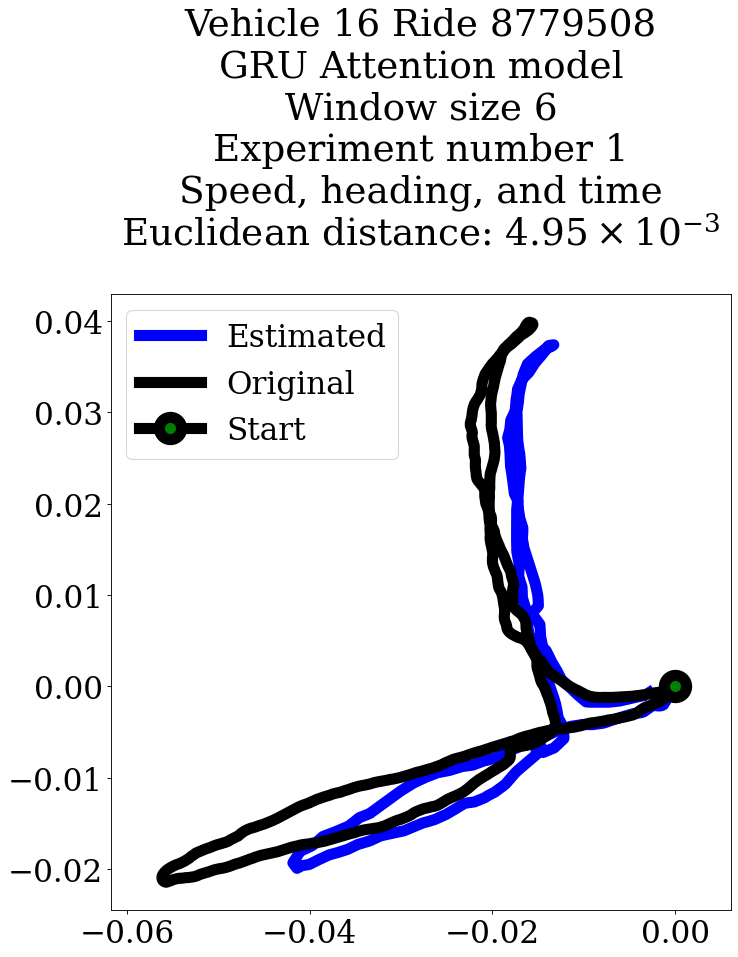 Vehicle 16 Ride 8779508
GRU Attention model
Window size 6
Experiment number 1
Speed, heading, and time
Euclidean distance: 4.95 × 10⁻³
Estimated
Original
Start
0.04
0.03
0.02
0.01
0.00
−0.01
−0.02
−0.06 −0.04 −0.02 0.00